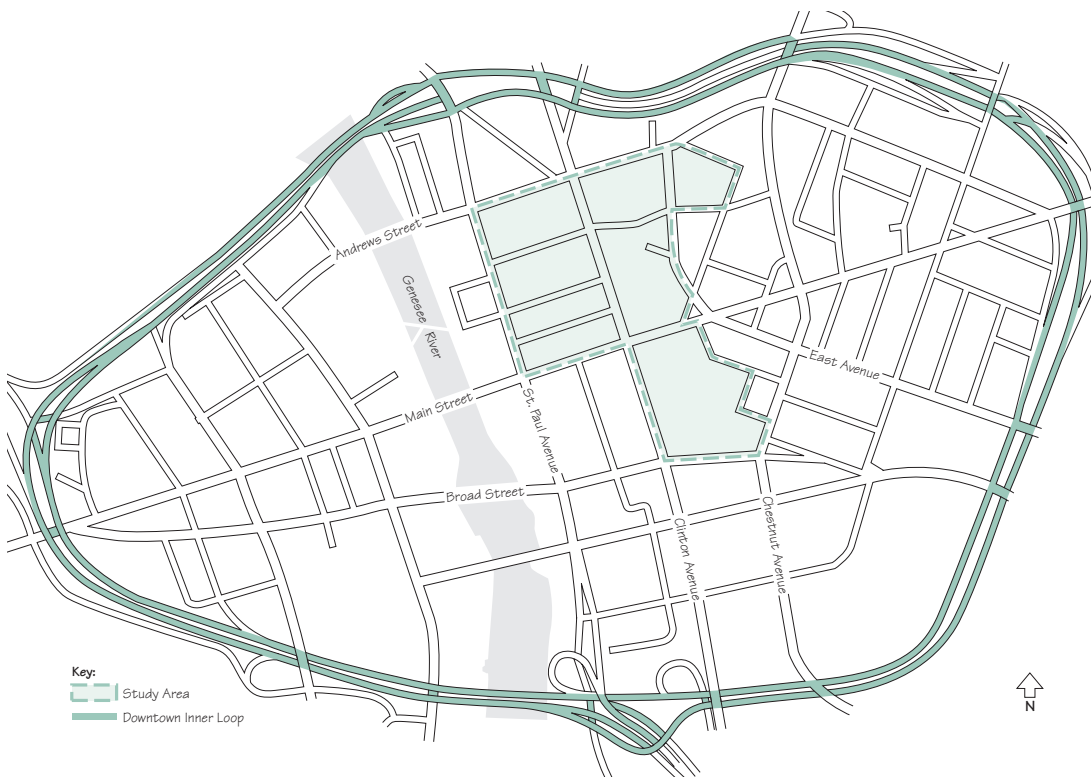 Andrews Street
Genesee River
East Avenue
Main Street
St. Paul Avenue
Broad Street
Clinton Avenue
Chestnut Avenue
Key:
Study Area
Downtown Inner Loop
N